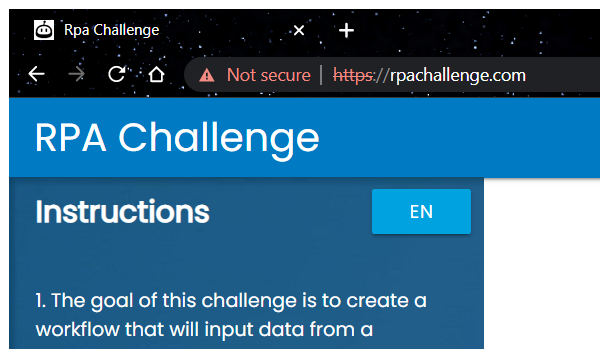 Rpa Challenge
Not secure | https://rpachallenge.com
RPA Challenge
Instructions
EN
1. The goal of this challenge is to create a
workflow that will input data from a